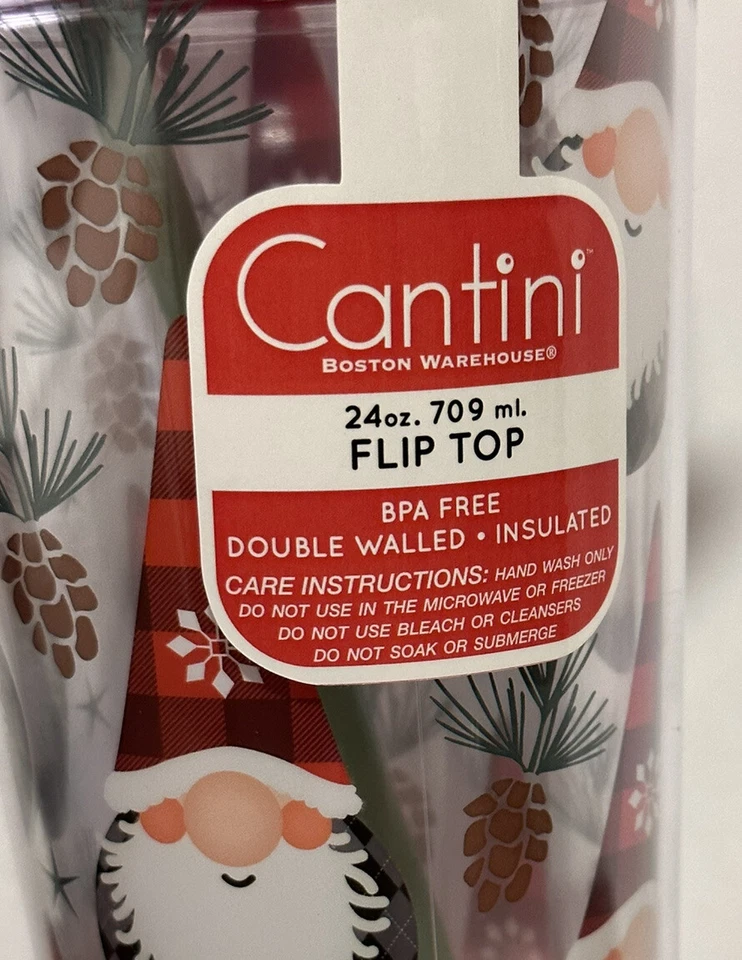 Cantini™
BOSTON WAREHOUSE®
24oz. 709 ml.
FLIP TOP
BPA FREE
DOUBLE WALLED • INSULATED
CARE INSTRUCTIONS: HAND WASH ONLY
DO NOT USE IN THE MICROWAVE OR FREEZER
DO NOT USE BLEACH OR CLEANSERS
DO NOT SOAK OR SUBMERGE